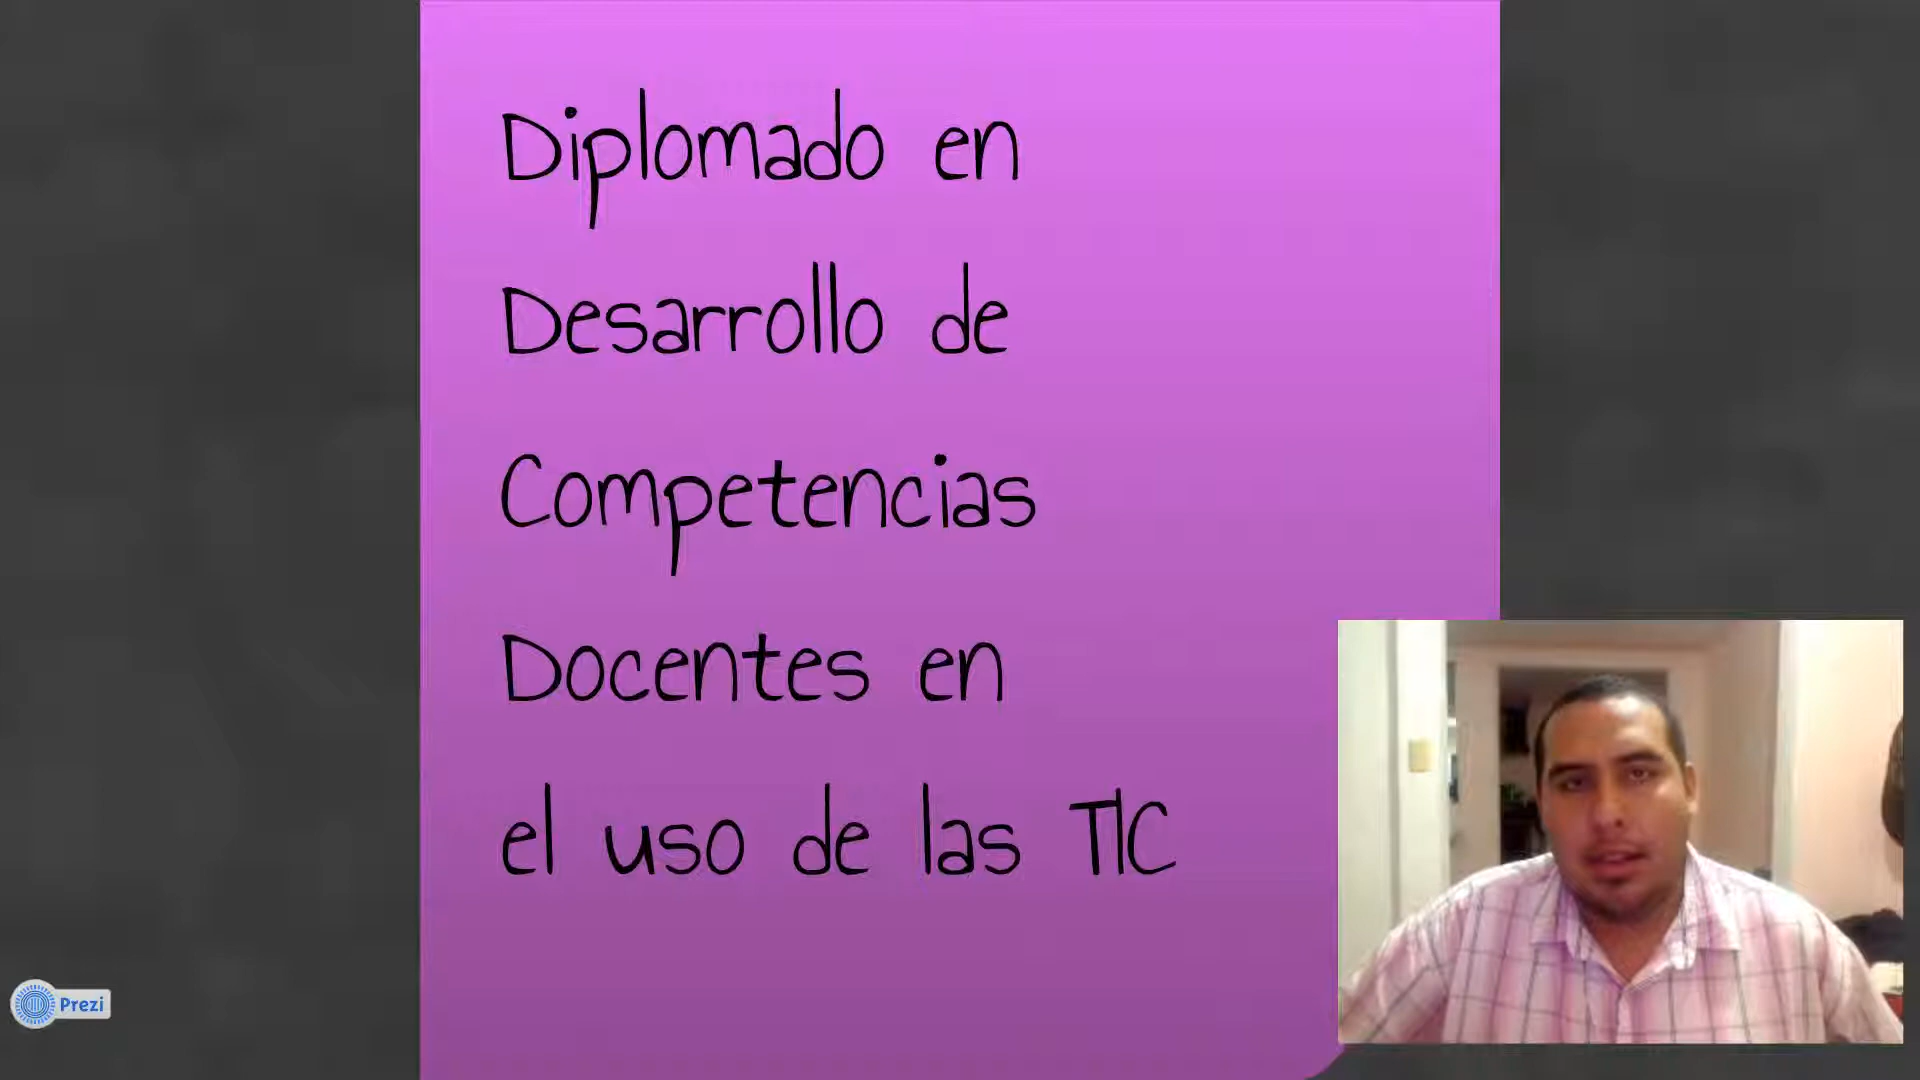 Diplomado en
Desarrollo de
Competencias
Docentes en
el uso de las TIC
Prezi